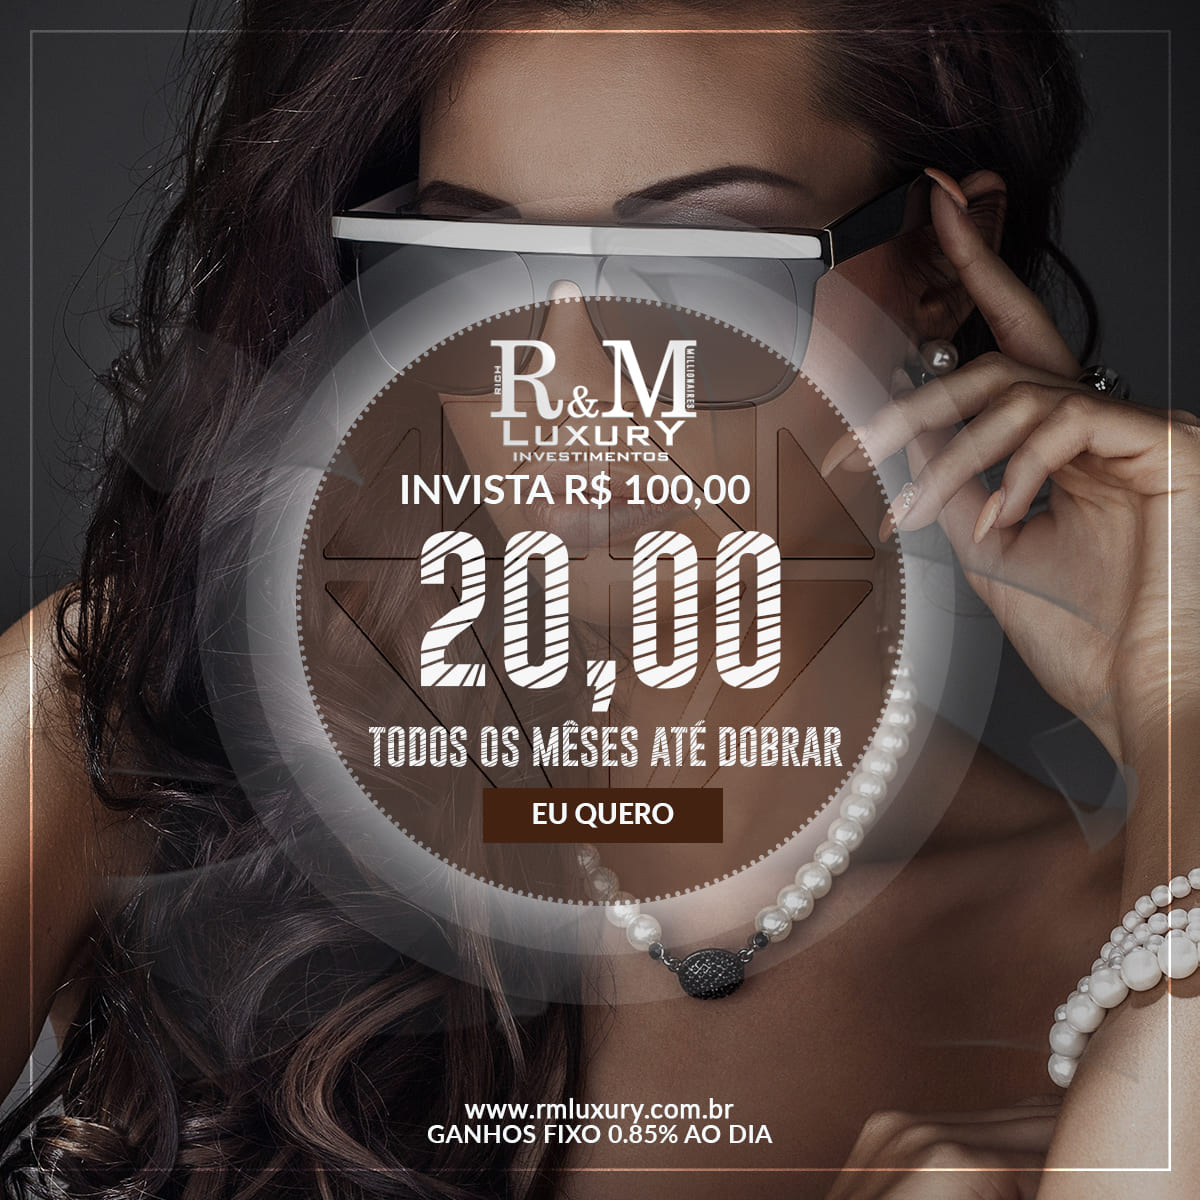 RICH R&M MILLIONAIRES
LUXURY
INVESTIMENTOS
INVISTA R$ 100,00
20,00
TODOS OS MÊSES ATÉ DOBRAR
EU QUERO
www.rmluxury.com.br
GANHOS FIXO 0.85% AO DIA